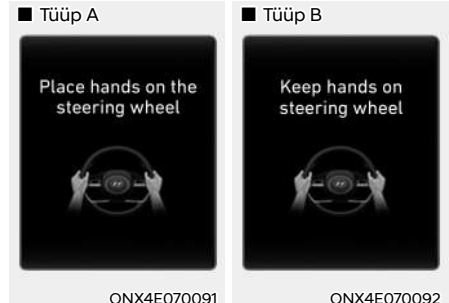 ■ Tüüp A
Place hands on the
steering wheel
ONX4E070091
■ Tüüp B
Keep hands on
steering wheel
ONX4E070092